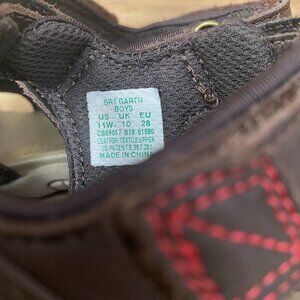 SRT GARTH
BOYS
US UK EU
11W 10 28
LEATHER/TEXTILE UPPER
MADE IN CHINA